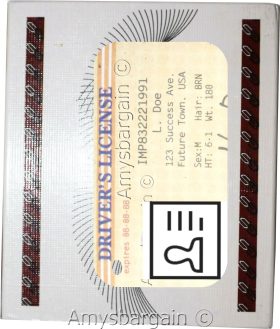 DRIVER'S LICENSE
expires 08-08-88
IMP832221991
L. Doe
123 Success Ave.
Future Town, USA
Sex:M Hair: BRN
HT: 6-1 Wt. 180
Amysbargain ©
Amysbargain ©